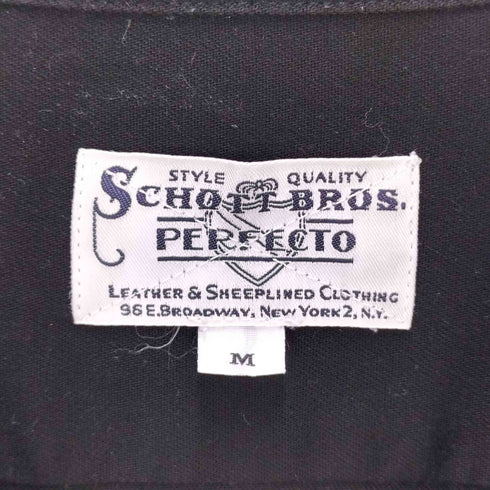 STYLE QUALITY
SCHOTT BROS.
PERFECTO
LEATHER & SHEEPLINED CLOTHING
96 E. BROADWAY, NEW YORK 2, N.Y.
M